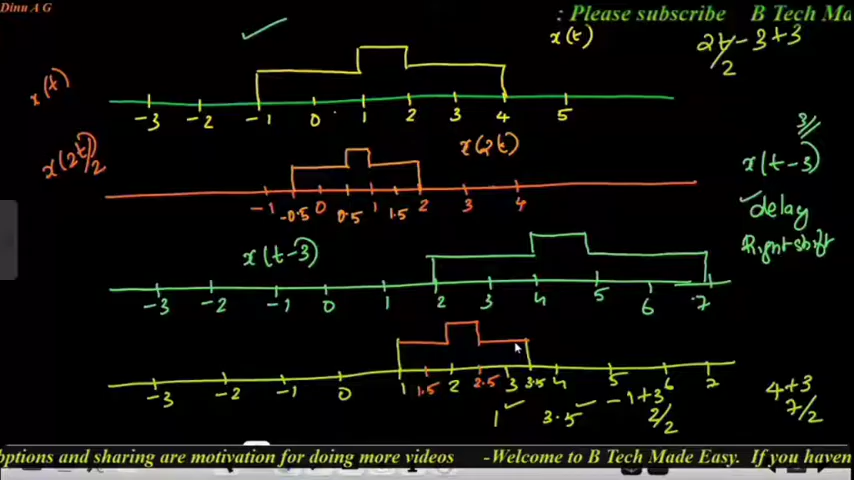 Dinu A G
: Please subscribe    B Tech Ma
x(t)
2t - 3 + 3
/2
x(t)
-3 -2 -1 0 1 2 3 4 5
x(2t)/2
x(2t)
-1 -0.5 0 0.5 1 1.5 2 3 4
3
x(t-3)
delay
Right shift
x(t-3)
-3 -2 -1 0 1 2 3 4 5 6 7
-3 -2 -1 0 1 1.5 2 2.5 3 3.5 4 5 6 7
1 3.5 -1+3
2/2
4+3
7/2
ptions and sharing are motivation for doing more videos    -Welcome to B Tech Made Easy.  If you haven